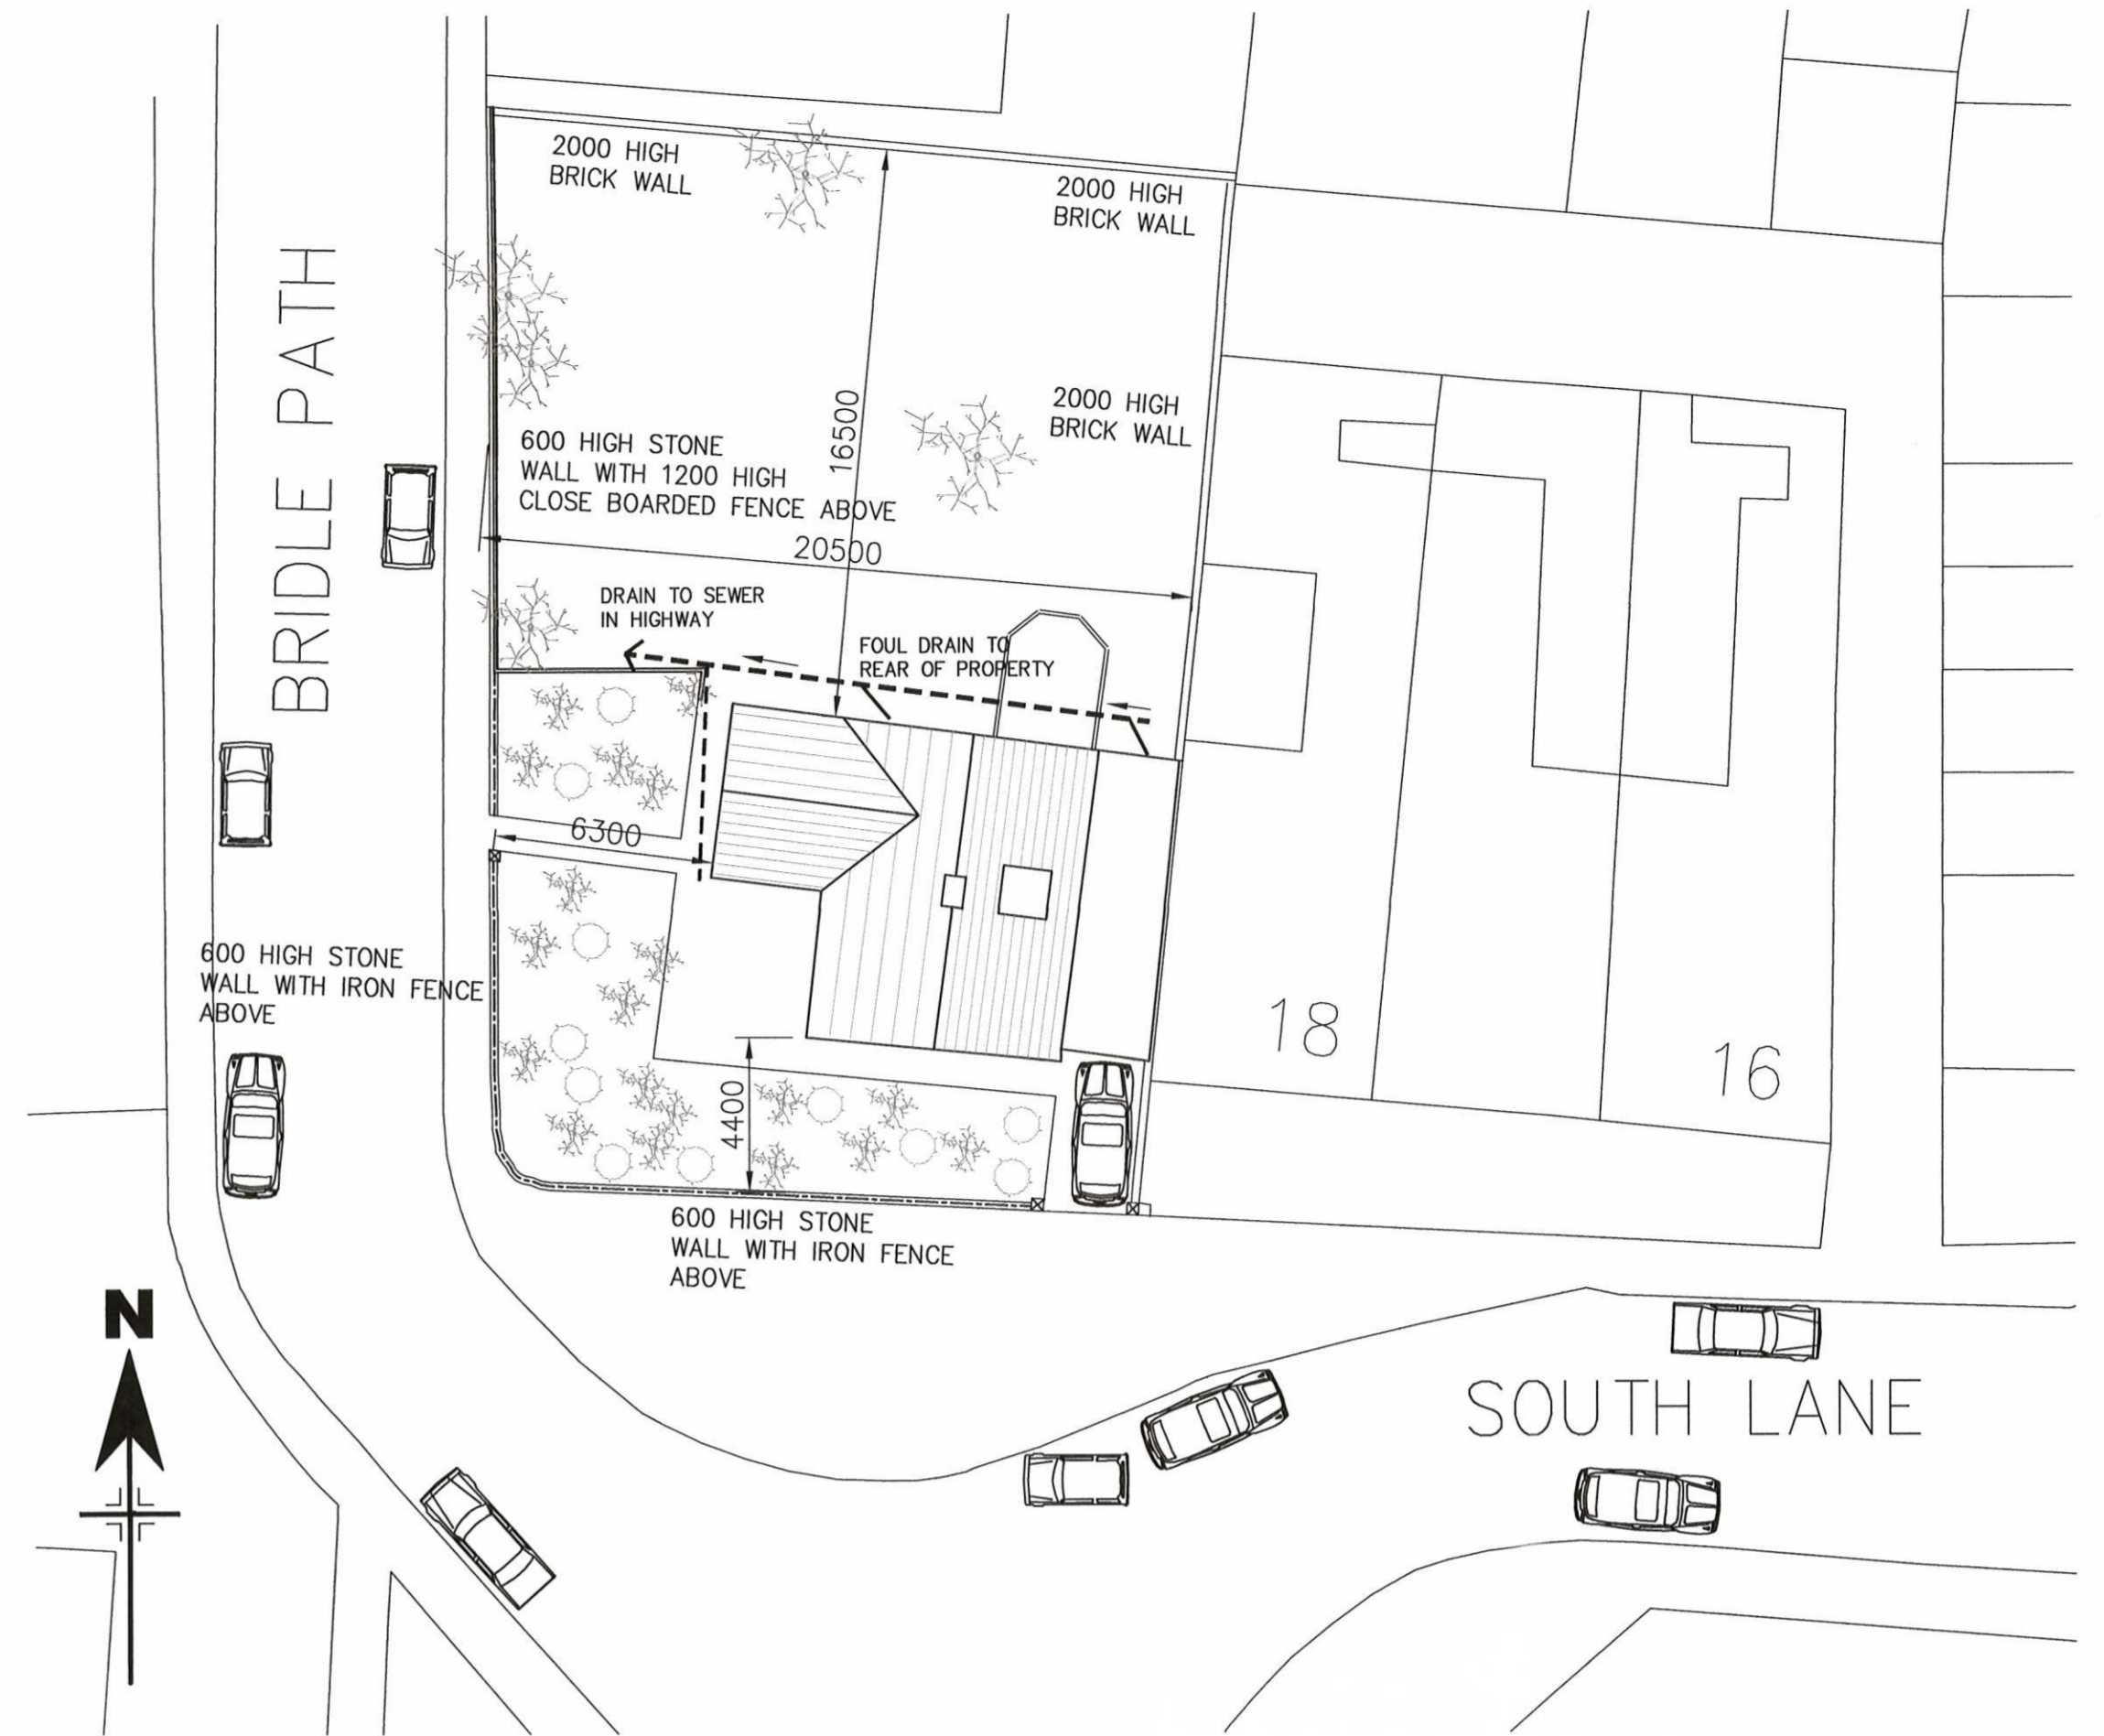 2000 HIGH
BRICK WALL
2000 HIGH
BRICK WALL
BRIDLE PATH
16500
2000 HIGH
BRICK WALL
600 HIGH STONE
WALL WITH 1200 HIGH
CLOSE BOARDED FENCE ABOVE
20500
DRAIN TO SEWER
IN HIGHWAY
FOUL DRAIN TO
REAR OF PROPERTY
6300
600 HIGH STONE
WALL WITH IRON FENCE
ABOVE
18
16
4400
600 HIGH STONE
WALL WITH IRON FENCE
ABOVE
N
SOUTH LANE